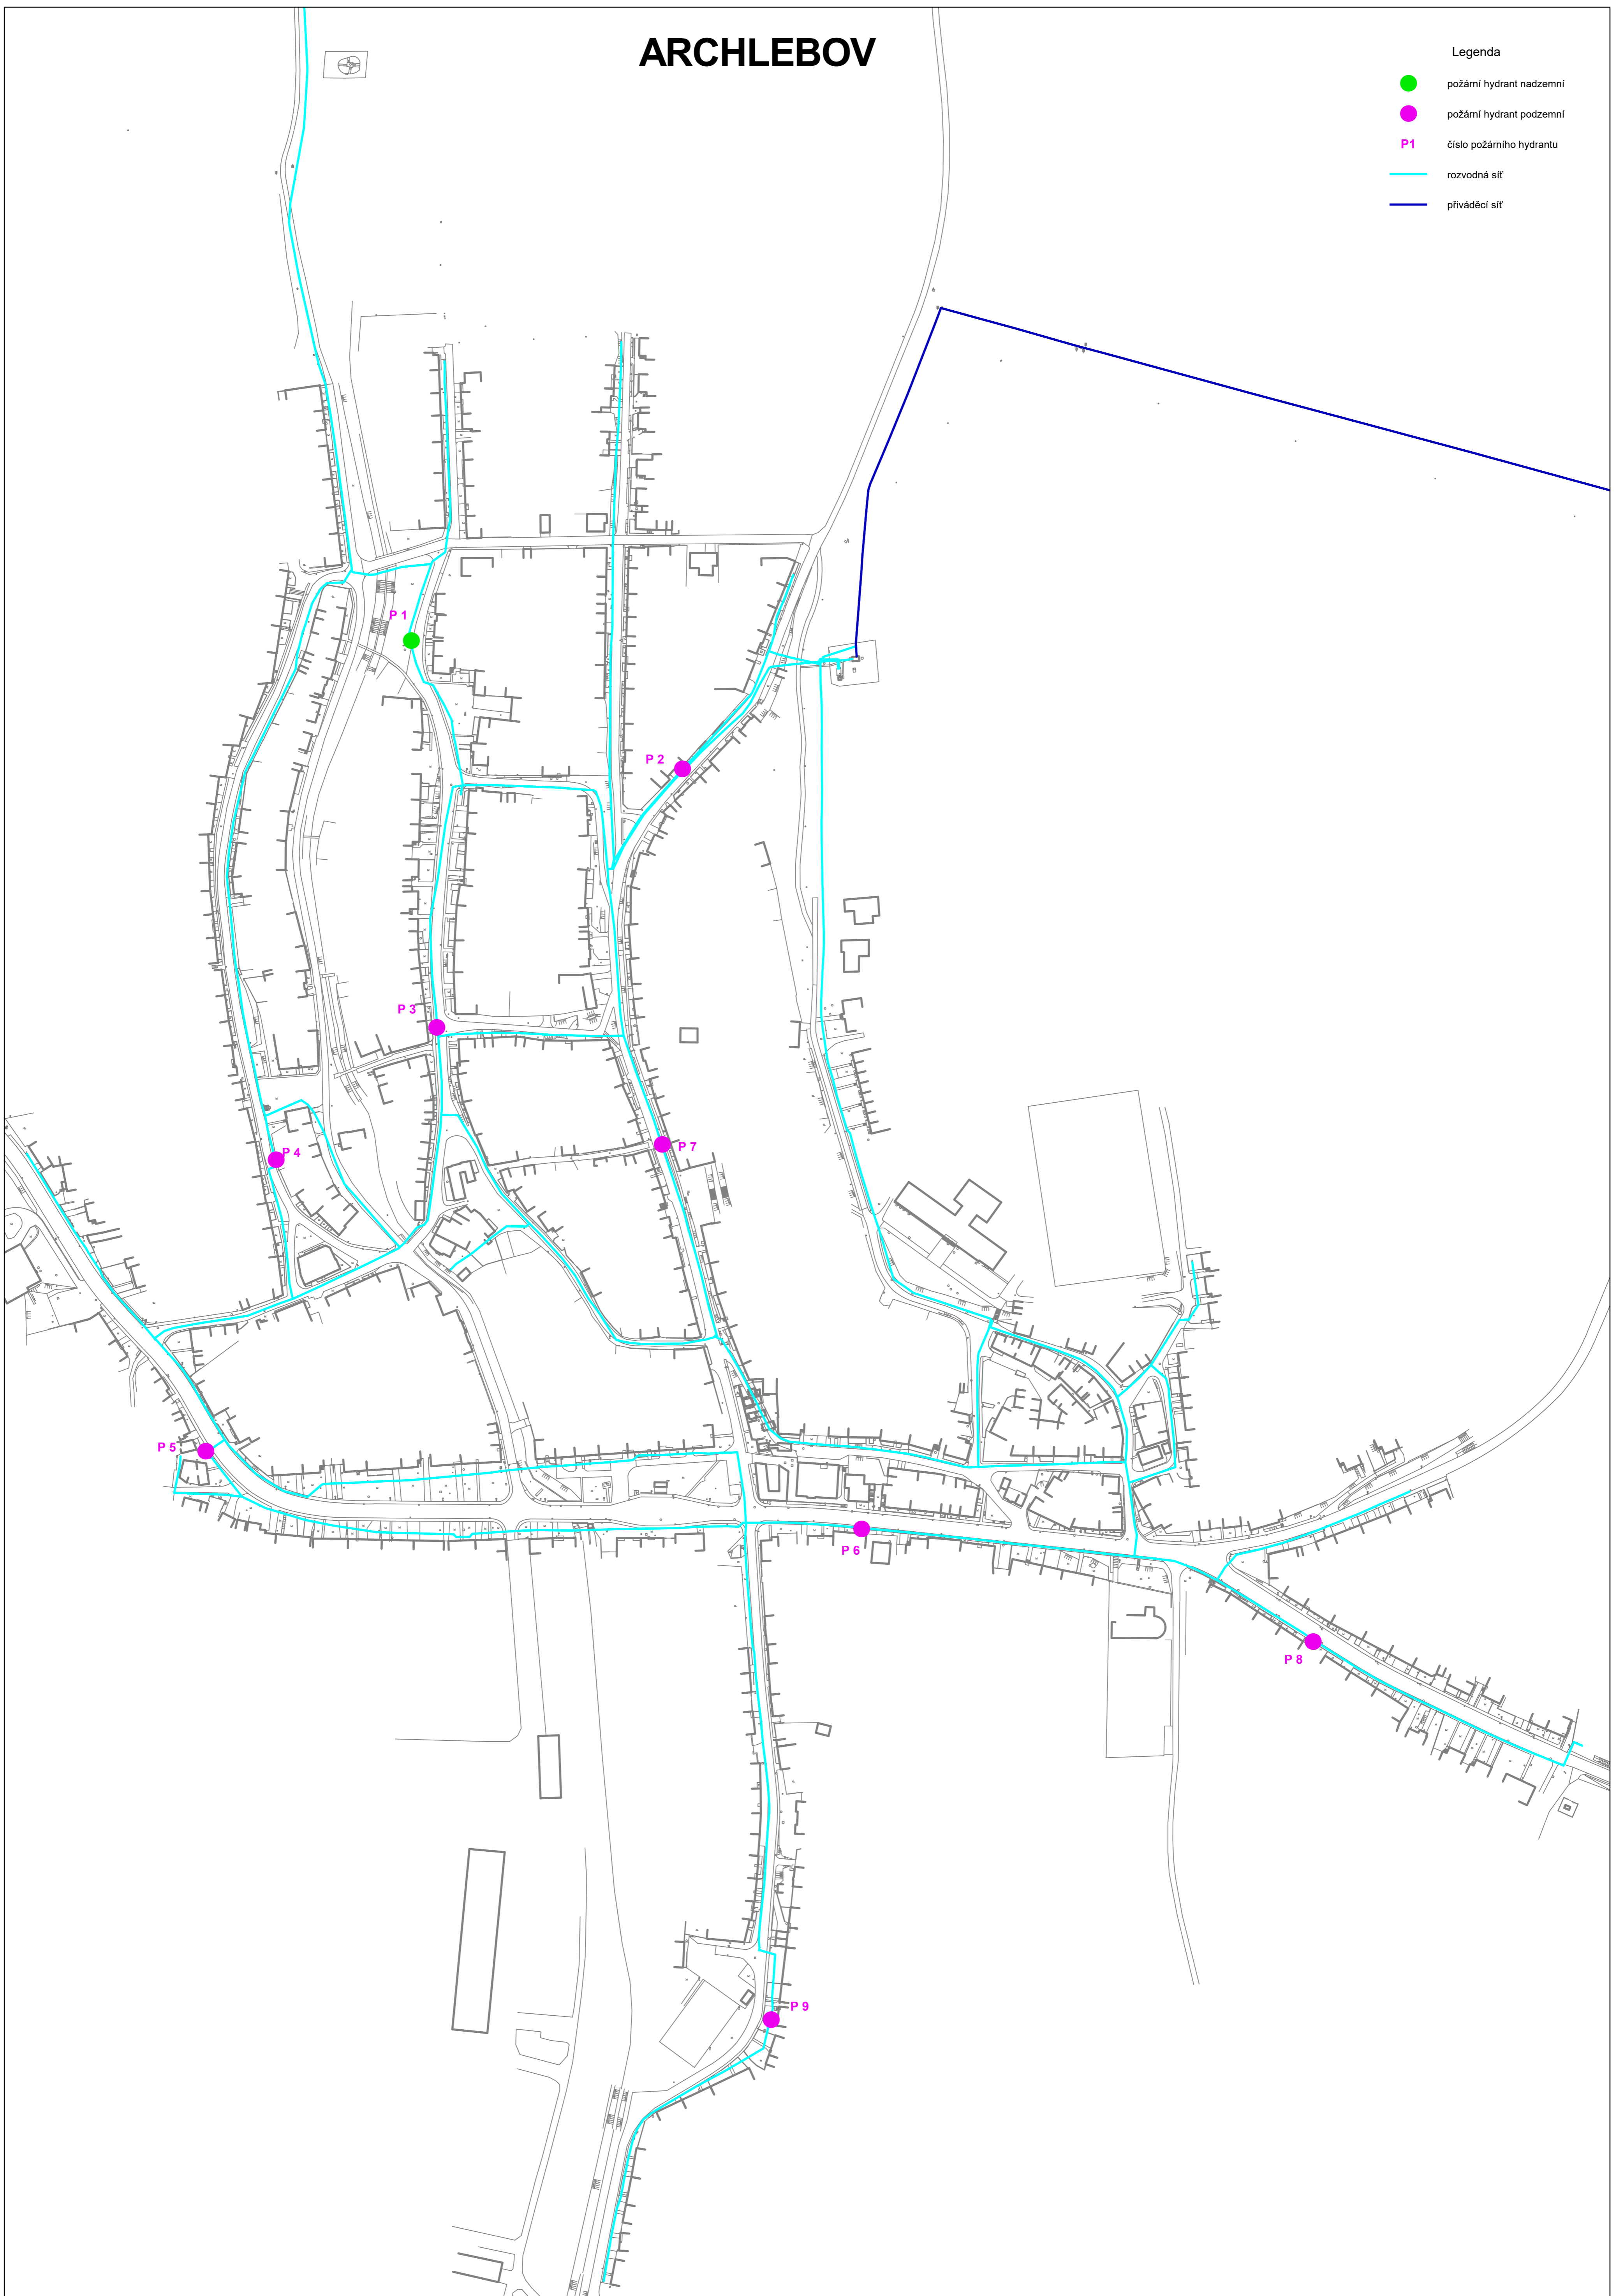 ARCHLEBOV
Legenda
požární hydrant nadzemní
požární hydrant podzemní
P1 číslo požárního hydrantu
rozvodná síť
přiváděcí síť
P 1
P 2
P 3
P 4
P 7
P 5
P 6
P 8
P 9